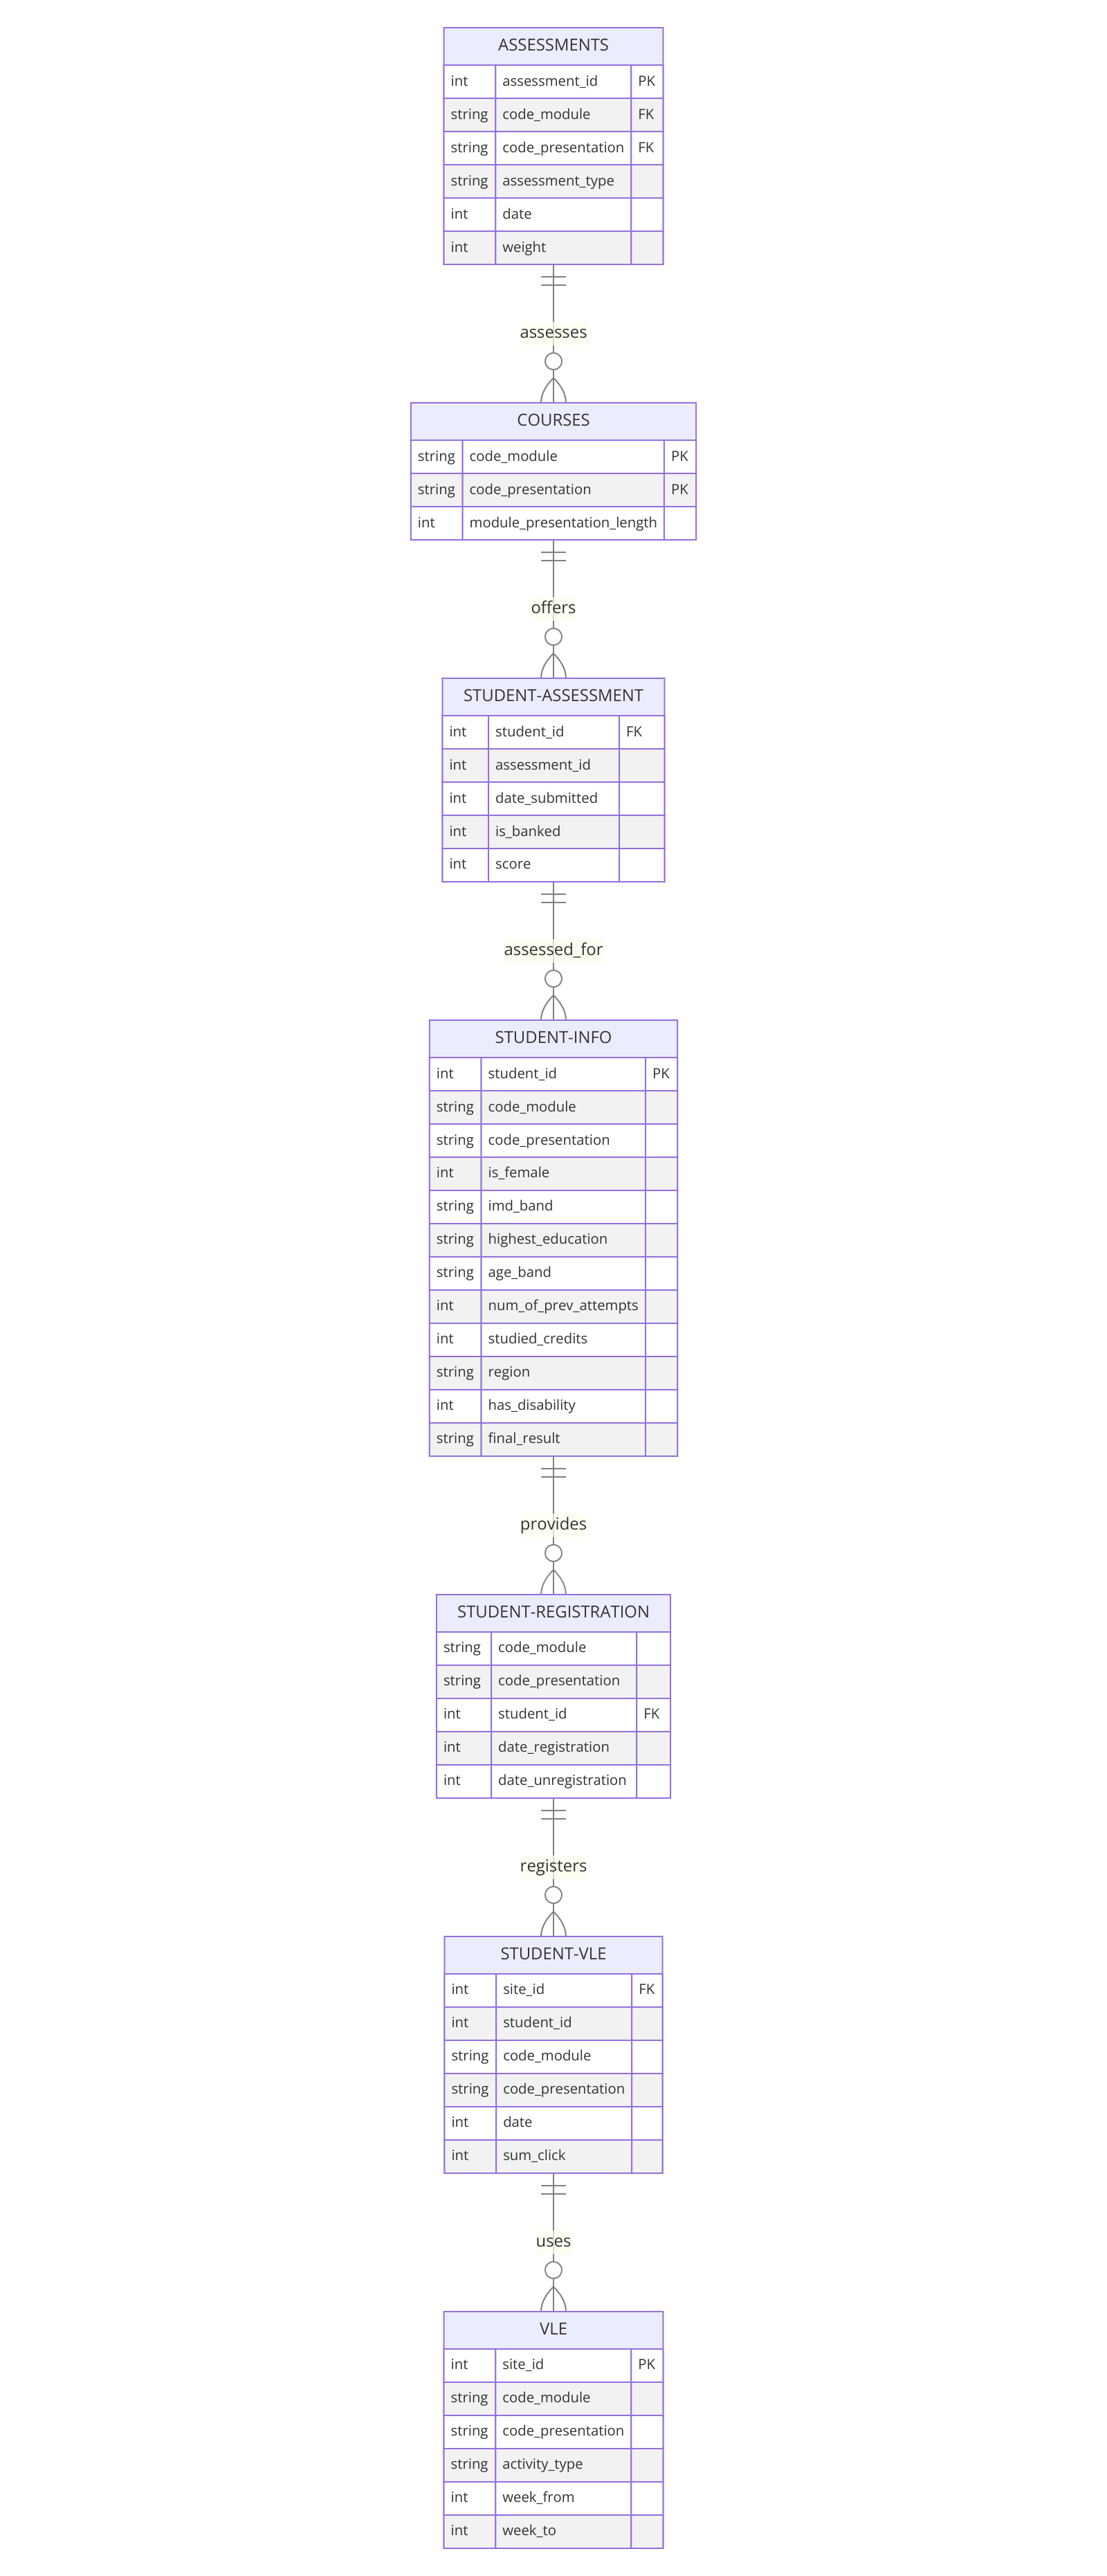 ASSESSMENTS
int assessment_id PK
string code_module FK
string code_presentation FK
string assessment_type
int date
int weight
assesses
COURSES
string code_module PK
string code_presentation PK
int module_presentation_length
offers
STUDENT-ASSESSMENT
int student_id FK
int assessment_id
int date_submitted
int is_banked
int score
assessed_for
STUDENT-INFO
int student_id PK
string code_module
string code_presentation
int is_female
string imd_band
string highest_education
string age_band
int num_of_prev_attempts
int studied_credits
string region
int has_disability
string final_result
provides
STUDENT-REGISTRATION
string code_module
string code_presentation
int student_id FK
int date_registration
int date_unregistration
registers
STUDENT-VLE
int site_id FK
int student_id
string code_module
string code_presentation
int date
int sum_click
uses
VLE
int site_id PK
string code_module
string code_presentation
string activity_type
int week_from
int week_to